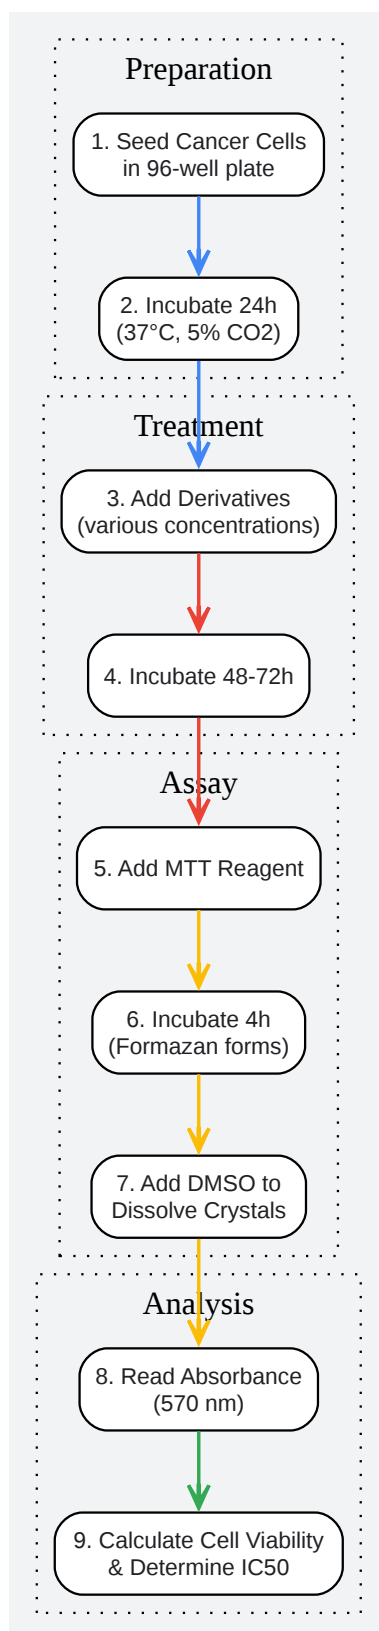 Preparation
1. Seed Cancer Cells
in 96-well plate
2. Incubate 24h
(37°C, 5% CO2)
Treatment
3. Add Derivatives
(various concentrations)
4. Incubate 48-72h
Assay
5. Add MTT Reagent
6. Incubate 4h
(Formazan forms)
7. Add DMSO to
Dissolve Crystals
Analysis
8. Read Absorbance
(570 nm)
9. Calculate Cell Viability
& Determine IC50